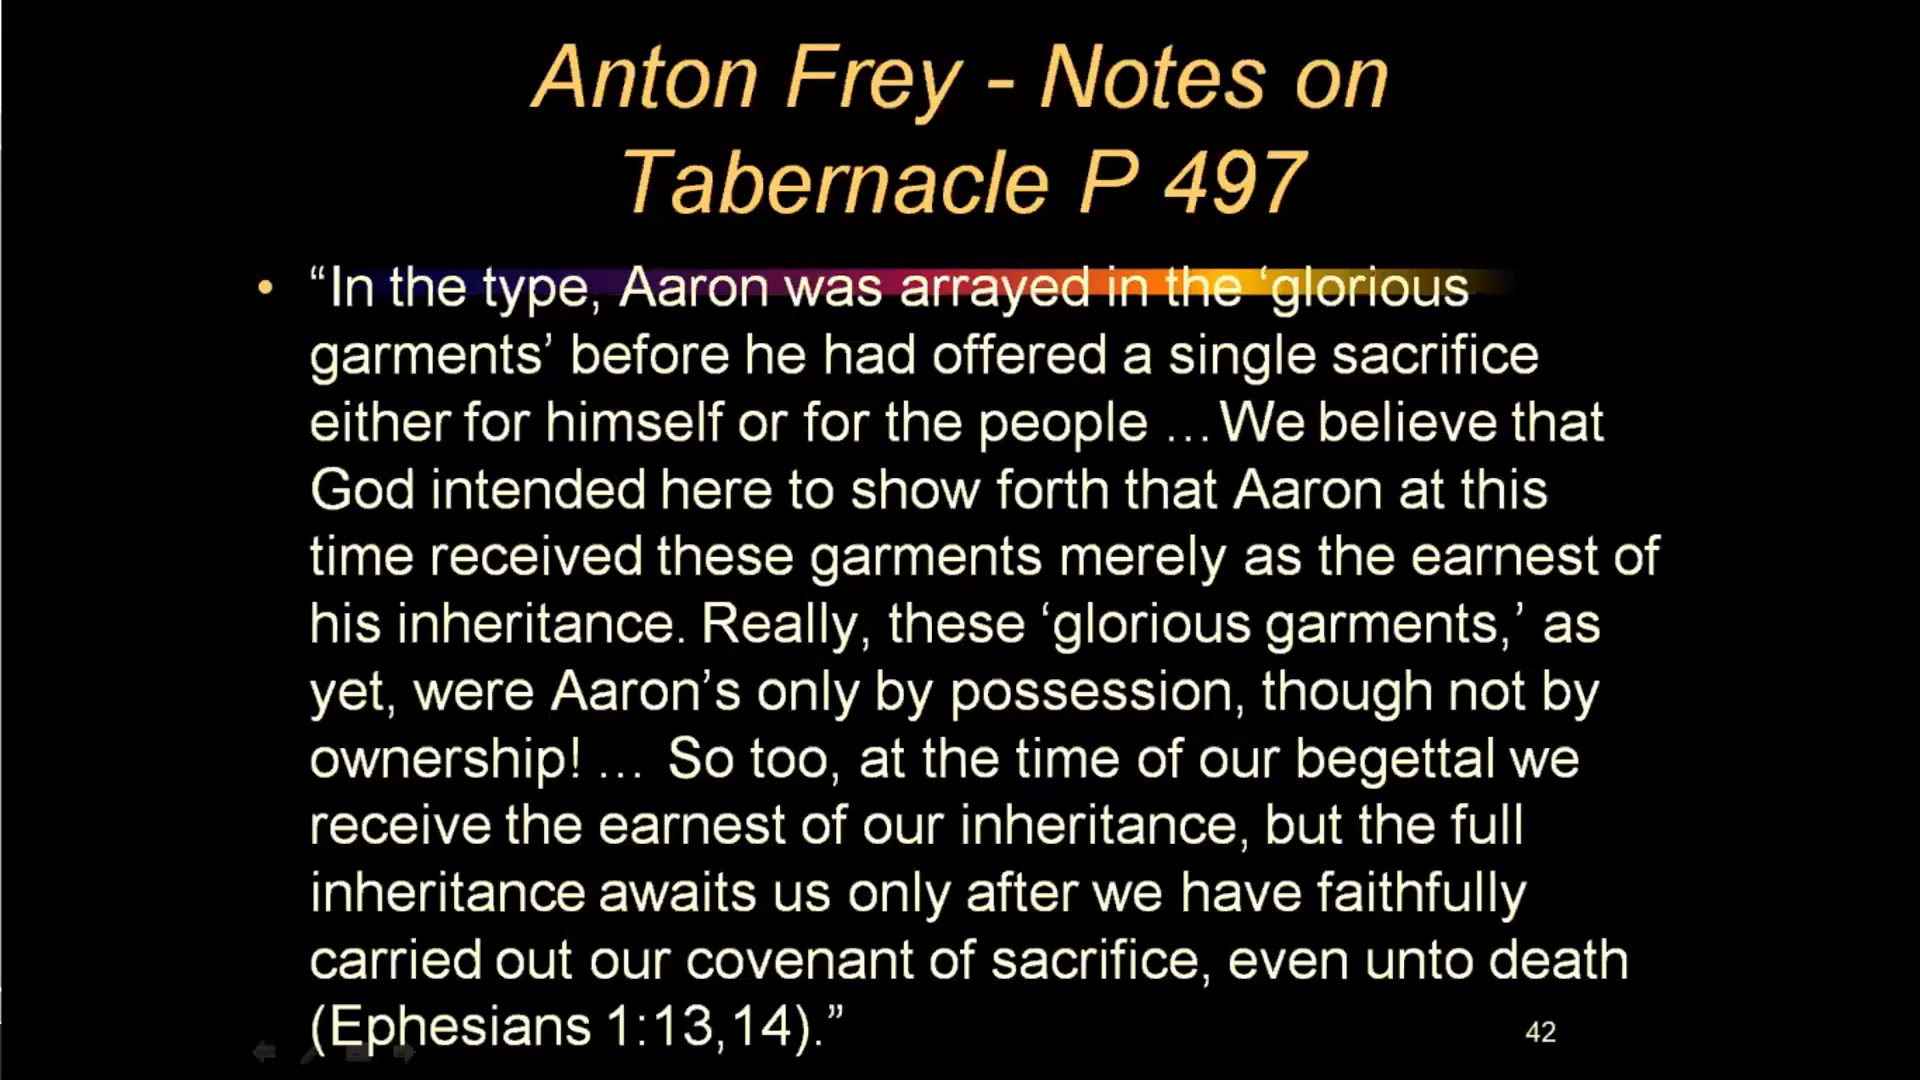 Anton Frey - Notes on
Tabernacle P 497
• “In the type, Aaron was arrayed in the ‘glorious
garments’ before he had offered a single sacrifice
either for himself or for the people …We believe that
God intended here to show forth that Aaron at this
time received these garments merely as the earnest of
his inheritance. Really, these ‘glorious garments,’ as
yet, were Aaron’s only by possession, though not by
ownership! … So too, at the time of our begettal we
receive the earnest of our inheritance, but the full
inheritance awaits us only after we have faithfully
carried out our covenant of sacrifice, even unto death
(Ephesians 1:13,14).”
42